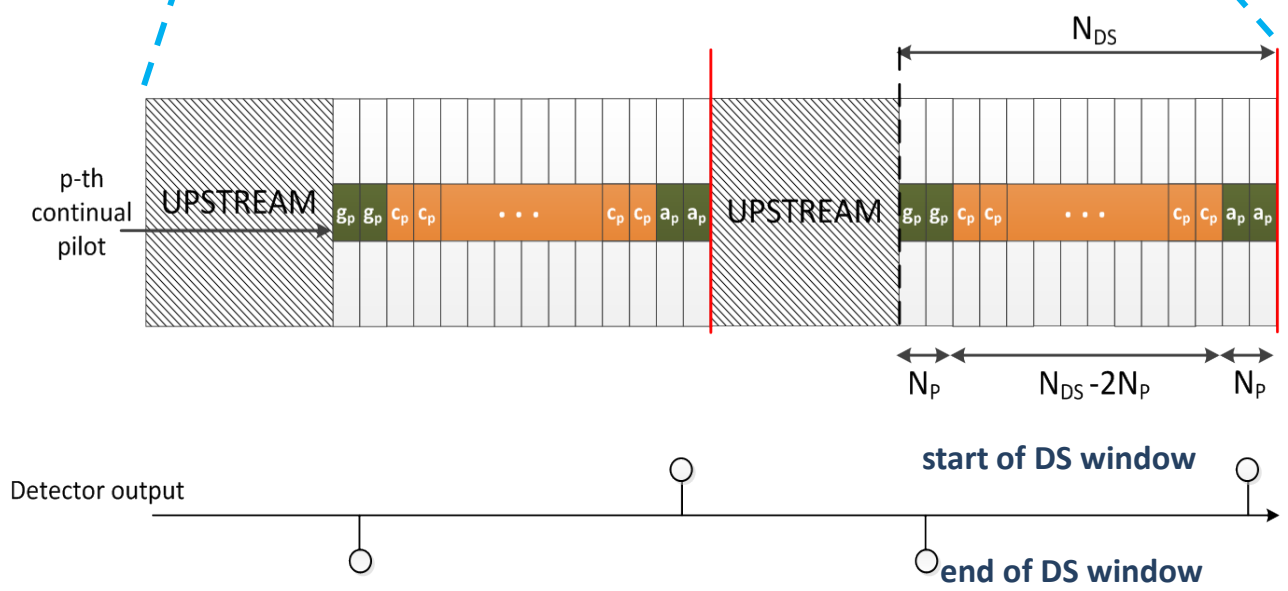 N_DS
p-th
continual
pilot
UPSTREAM g_p g_p c_p c_p ... c_p c_p a_p a_p UPSTREAM g_p g_p c_p c_p ... c_p c_p a_p a_p
N_P N_DS -2N_P N_P
start of DS window
Detector output
end of DS window